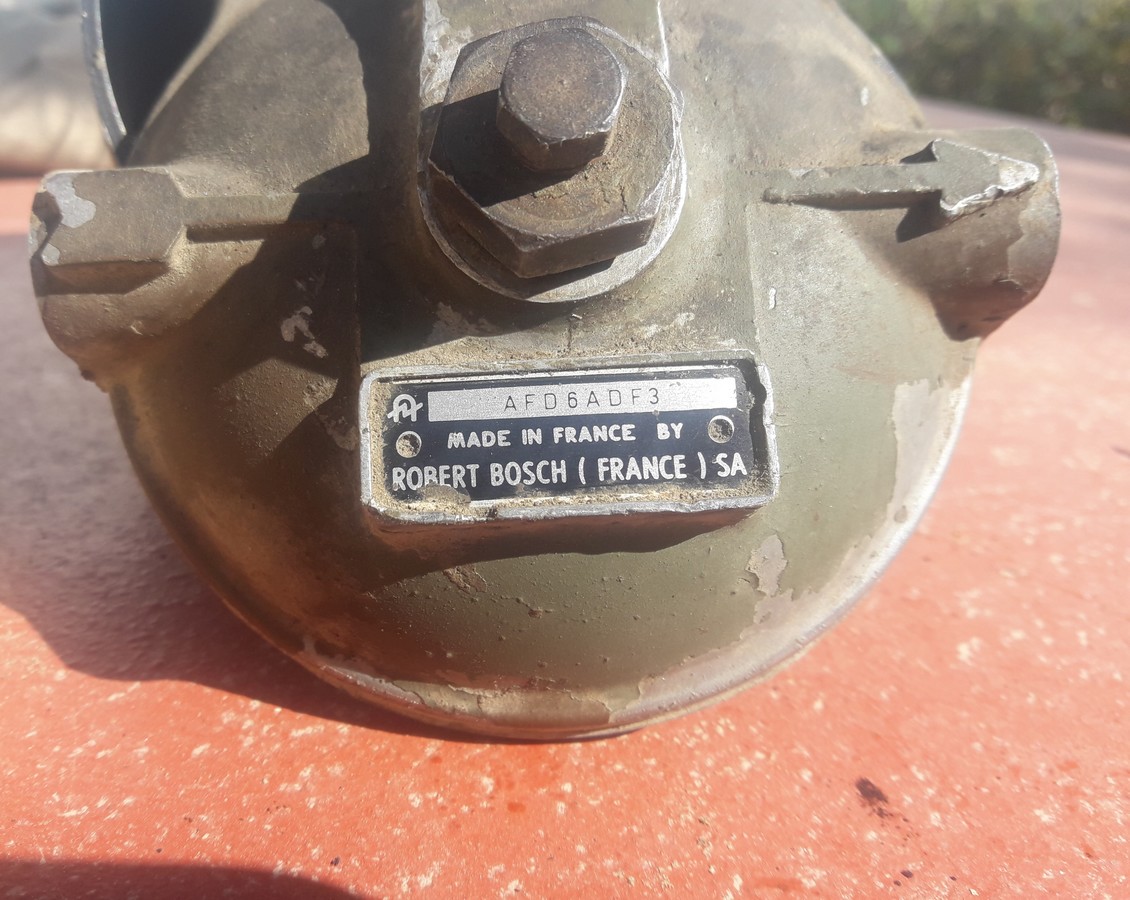 AFD6ADF3
MADE IN FRANCE BY
ROBERT BOSCH ( FRANCE ) SA